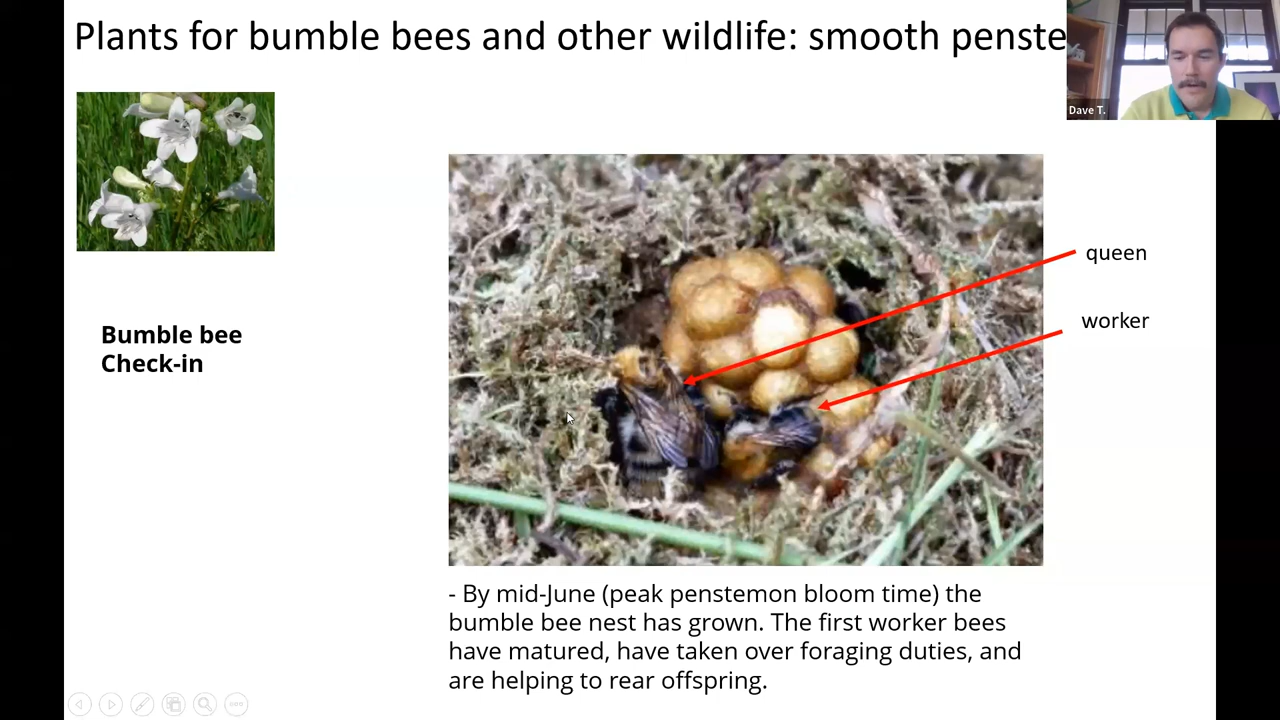 Plants for bumble bees and other wildlife: smooth penste
Dave T.
queen
worker
Bumble bee
Check-in
- By mid-June (peak penstemon bloom time) the
bumble bee nest has grown. The first worker bees
have matured, have taken over foraging duties, and
are helping to rear offspring.